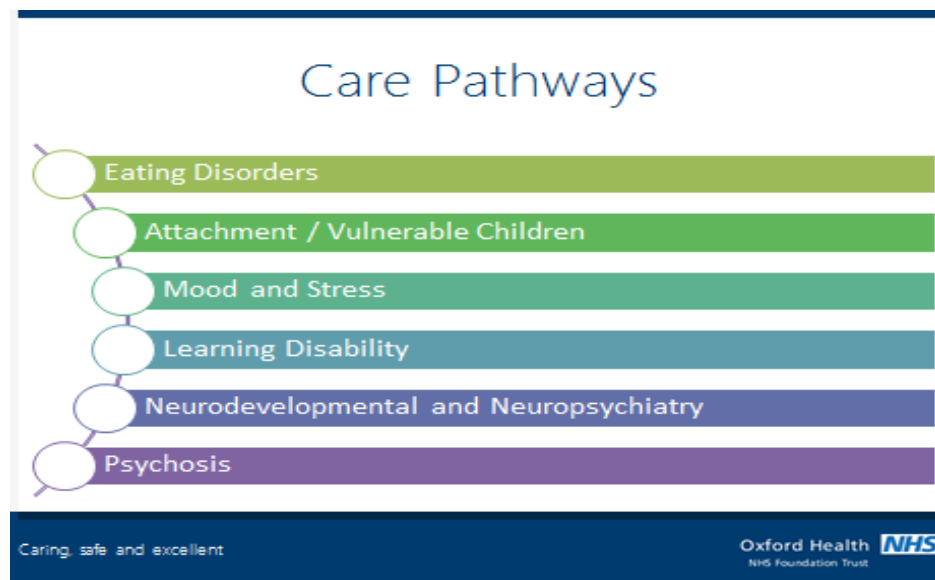 Care Pathways
Eating Disorders
Attachment / Vulnerable Children
Mood and Stress
Learning Disability
Neurodevelopmental and Neuropsychiatry
Psychosis
Caring, safe and excellent
Oxford Health NHS
NHS Foundation Trust